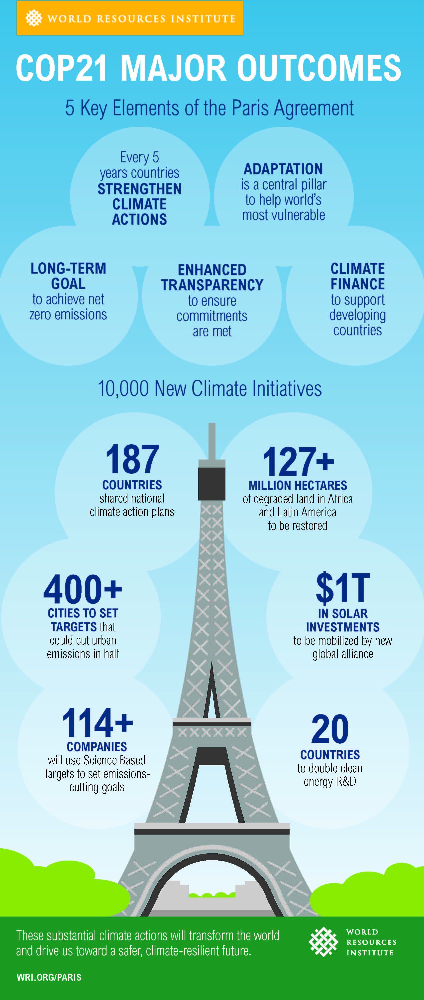 WORLD RESOURCES INSTITUTE
COP21 MAJOR OUTCOMES
5 Key Elements of the Paris Agreement
Every 5
years countries
STRENGTHEN
CLIMATE
ACTIONS
ADAPTATION
is a central pillar
to help world's
most vulnerable
LONG-TERM
GOAL
to achieve net
zero emissions
ENHANCED
TRANSPARENCY
to ensure
commitments
are met
CLIMATE
FINANCE
to support
developing
countries
10,000 New Climate Initiatives
187
COUNTRIES
shared national
climate action plans
127+
MILLION HECTARES
of degraded land in Africa
and Latin America
to be restored
400+
CITIES TO SET
TARGETS that
could cut urban
emissions in half
$1T
IN SOLAR
INVESTMENTS
to be mobilized by new
global alliance
114+
COMPANIES
will use Science Based
Targets to set emissions-
cutting goals
20
COUNTRIES
to double clean
energy R&D
These substantial climate actions will transform the world
and drive us toward a safer, climate-resilient future.
WRI.ORG/PARIS
WORLD
RESOURCES
INSTITUTE